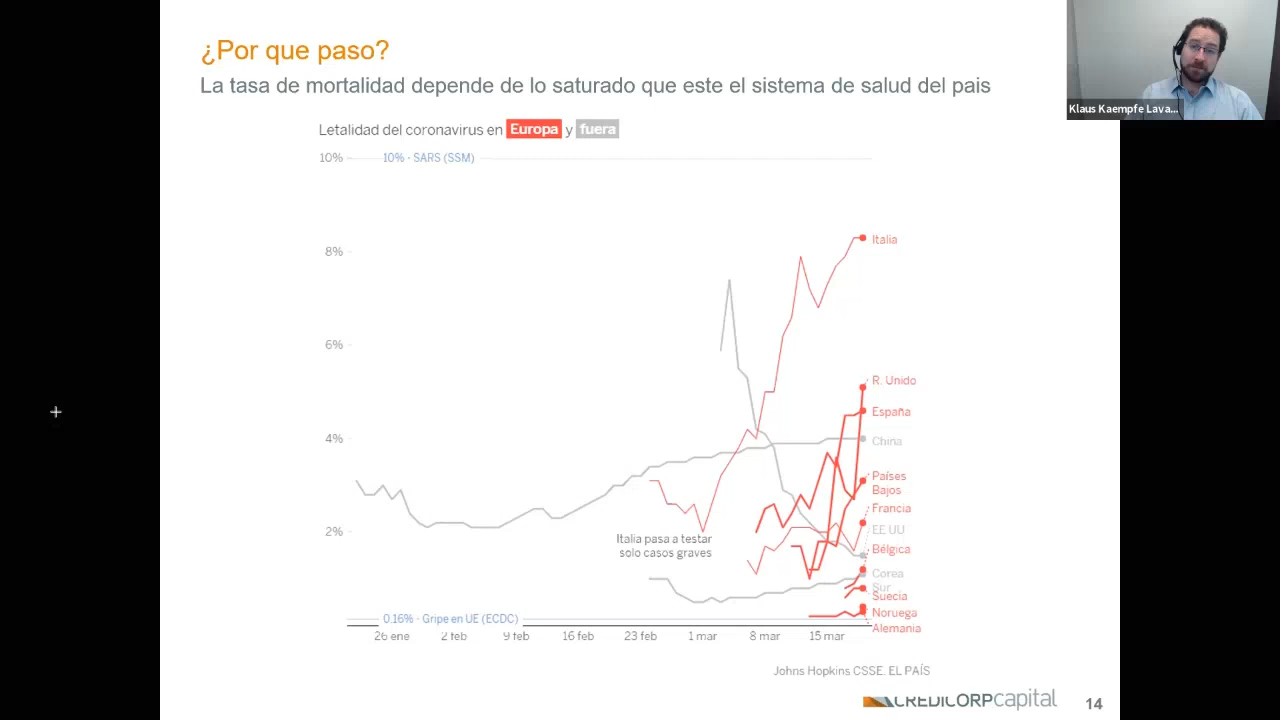 ¿Por que paso?
La tasa de mortalidad depende de lo saturado que este el sistema de salud del pais
Klaus Kaempfe Lava...
Letalidad del coronavirus en Europa y fuera
10%
10% · SARS (SSM)
8%
Italia
6%
R. Unido
España
4%
China
Países
Bajos
Francia
2%
EE UU
Italia pasa a testar
solo casos graves
Bélgica
Corea
Sur
Suecia
0.16% · Gripe en UE (ECDC)
Noruega
Alemania
26 ene
2 feb
9 feb
16 feb
23 feb
1 mar
8 mar
15 mar
Johns Hopkins CSSE. EL PAÍS
CREDICORPcapital
14